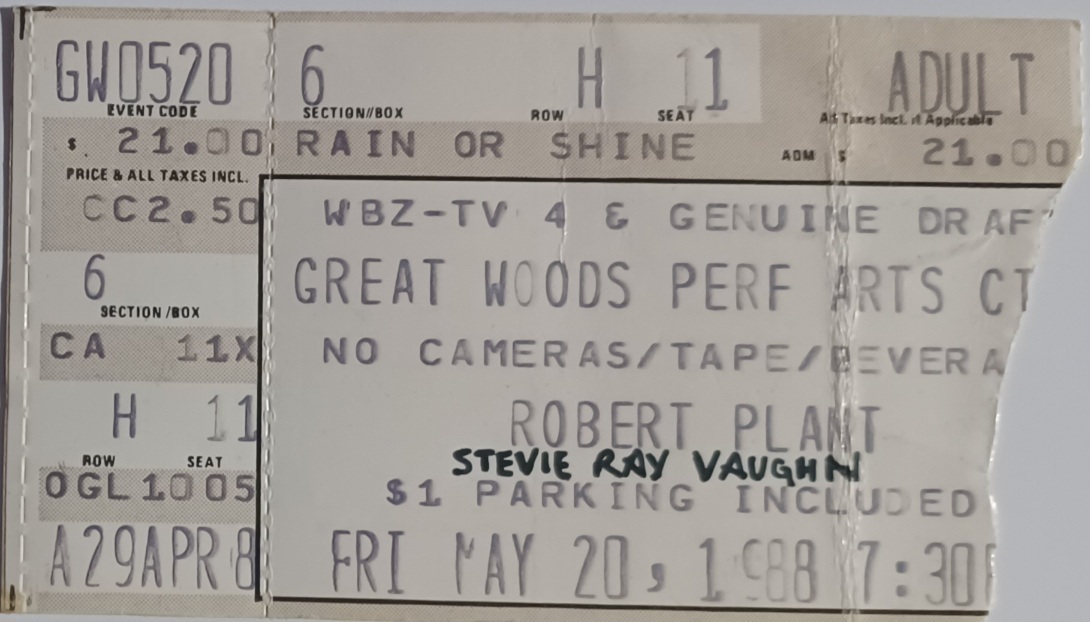 GW0520 6 H 11 ADULT
EVENT CODE SECTION//BOX ROW SEAT All Taxes Incl. if Applicable
$ 21.00 RAIN OR SHINE ADM $ 21.00
PRICE & ALL TAXES INCL.
CC2.50 WBZ-TV 4 & GENUINE DRAF
6 GREAT WOODS PERF ARTS CT
SECTION/BOX
CA 11X NO CAMERAS/TAPE/BEVERA
H 11 ROBERT PLANT
ROW SEAT STEVIE RAY VAUGHN
OGL1005 $1 PARKING INCLUDED
A29APR8 FRI MAY 20, 1988 7:30P